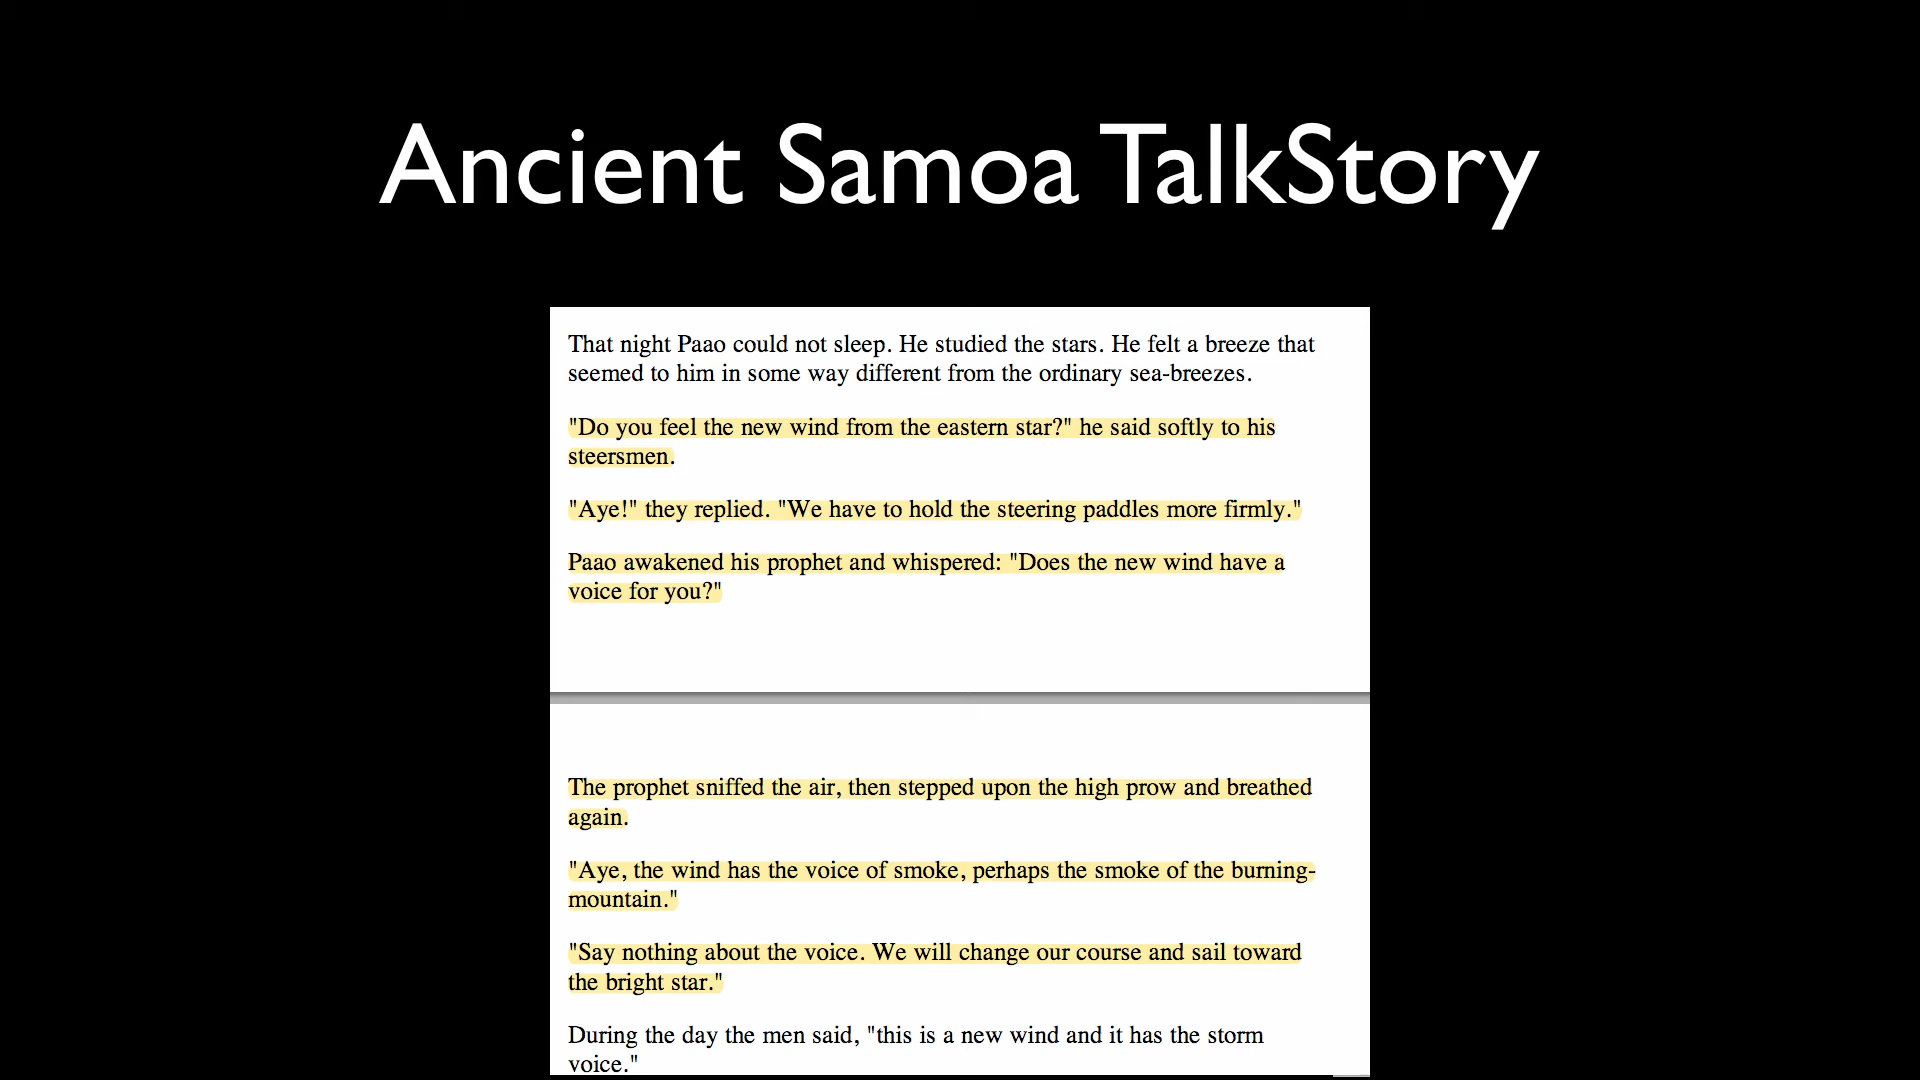 Ancient Samoa TalkStory
That night Paao could not sleep. He studied the stars. He felt a breeze that
seemed to him in some way different from the ordinary sea-breezes.
"Do you feel the new wind from the eastern star?" he said softly to his
steersmen.
"Aye!" they replied. "We have to hold the steering paddles more firmly."
Paao awakened his prophet and whispered: "Does the new wind have a
voice for you?"
The prophet sniffed the air, then stepped upon the high prow and breathed
again.
"Aye, the wind has the voice of smoke, perhaps the smoke of the burning-
mountain."
"Say nothing about the voice. We will change our course and sail toward
the bright star."
During the day the men said, "this is a new wind and it has the storm
voice."